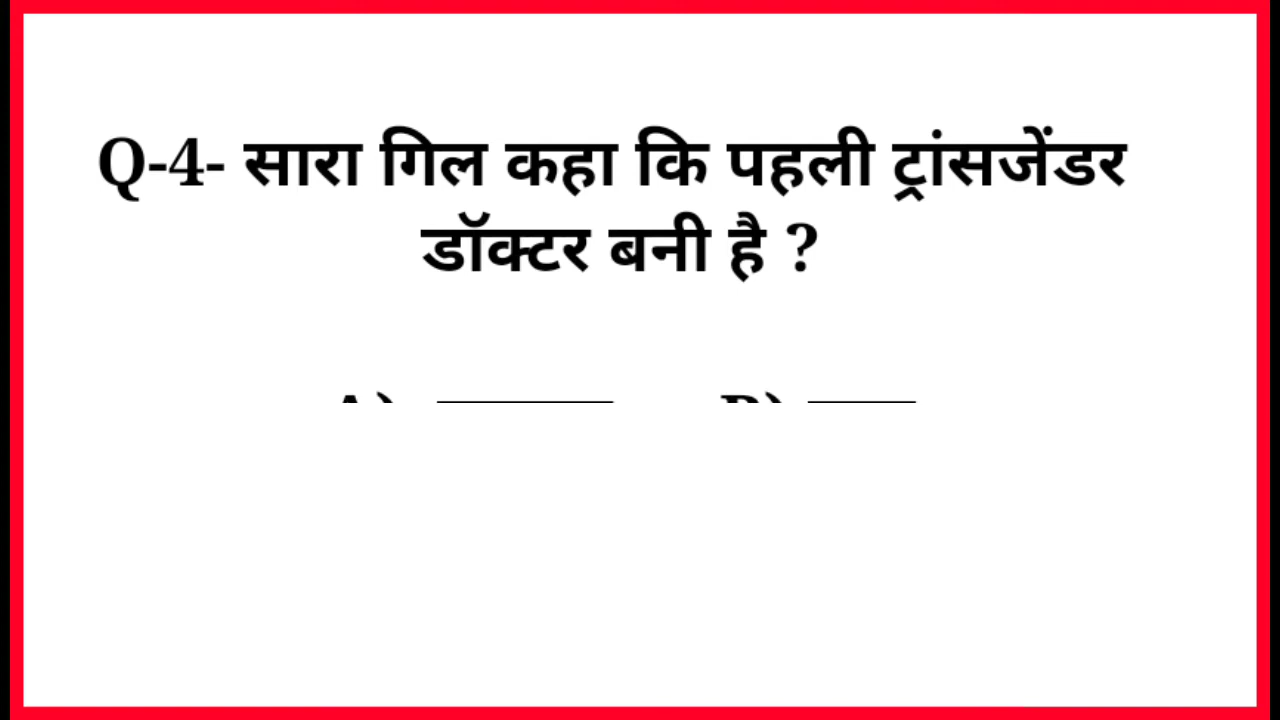 Q-4- सारा गिल कहा कि पहली ट्रांसजेंडर
डॉक्टर बनी है ?